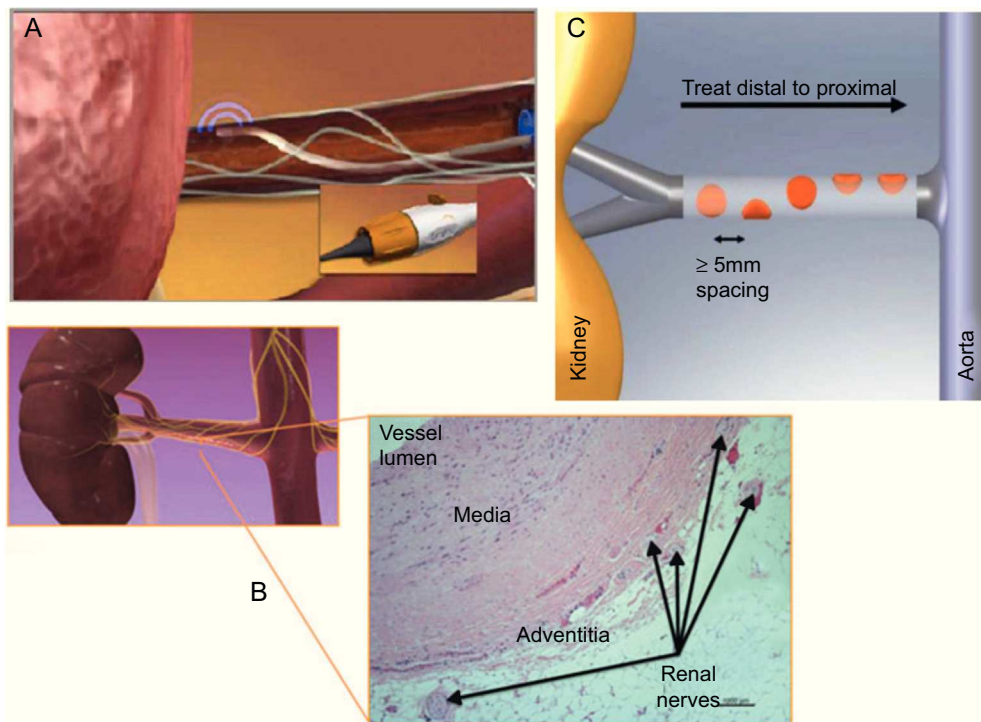 A
C
Treat distal to proximal
≥ 5mm
spacing
Kidney
Aorta
B
Vessel
lumen
Media
Adventitia
Renal
nerves